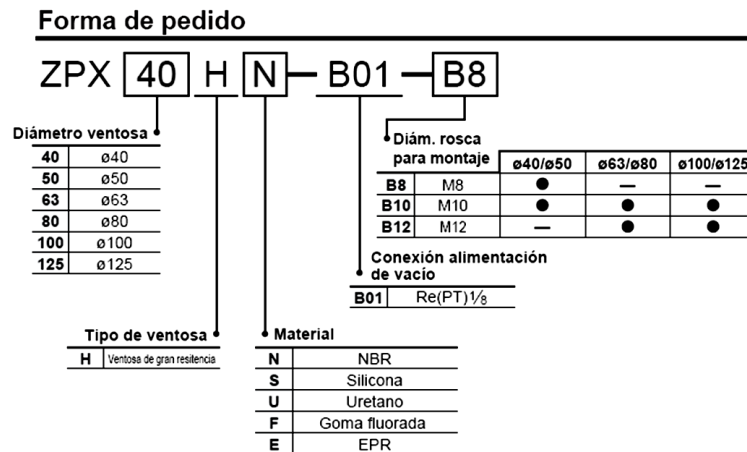 Forma de pedido
ZPX 40 H N - B01 - B8
Diámetro ventosa
40 ø40
50 ø50
63 ø63
80 ø80
100 ø100
125 ø125
Diám. rosca
para montaje ø40/ø50 ø63/ø80 ø100/ø125
B8 M8 ● — —
B10 M10 ● ● ●
B12 M12 — ● ●
Conexión alimentación
de vacío
B01 Re(PT)1/8
Tipo de ventosa
H Ventosa de gran resitencia
Material
N NBR
S Silicona
U Uretano
F Goma fluorada
E EPR